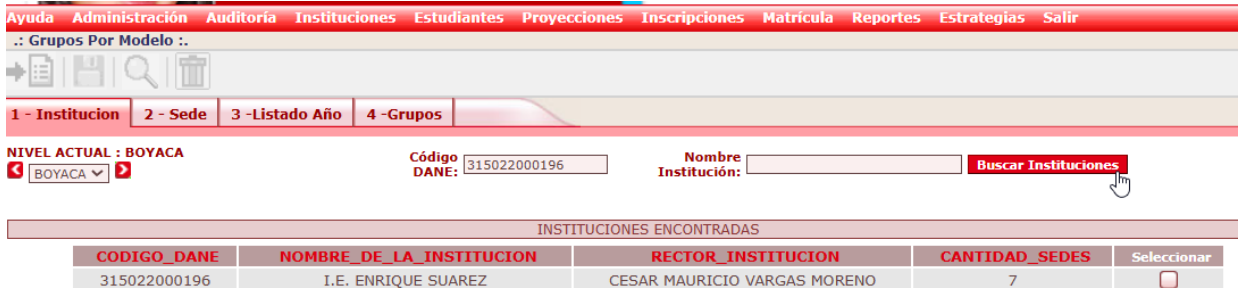 Ayuda Administración Auditoría Instituciones Estudiantes Proyecciones Inscripciones Matrícula Reportes Estrategias Salir
.: Grupos Por Modelo :.
1 - Institucion 2 - Sede 3 -Listado Año 4 -Grupos
NIVEL ACTUAL : BOYACA
BOYACA
Código DANE: 315022000196
Nombre Institución:
Buscar Instituciones
INSTITUCIONES ENCONTRADAS
CODIGO_DANE NOMBRE_DE_LA_INSTITUCION RECTOR_INSTITUCION CANTIDAD_SEDES Seleccionar
315022000196 I.E. ENRIQUE SUAREZ CESAR MAURICIO VARGAS MORENO 7